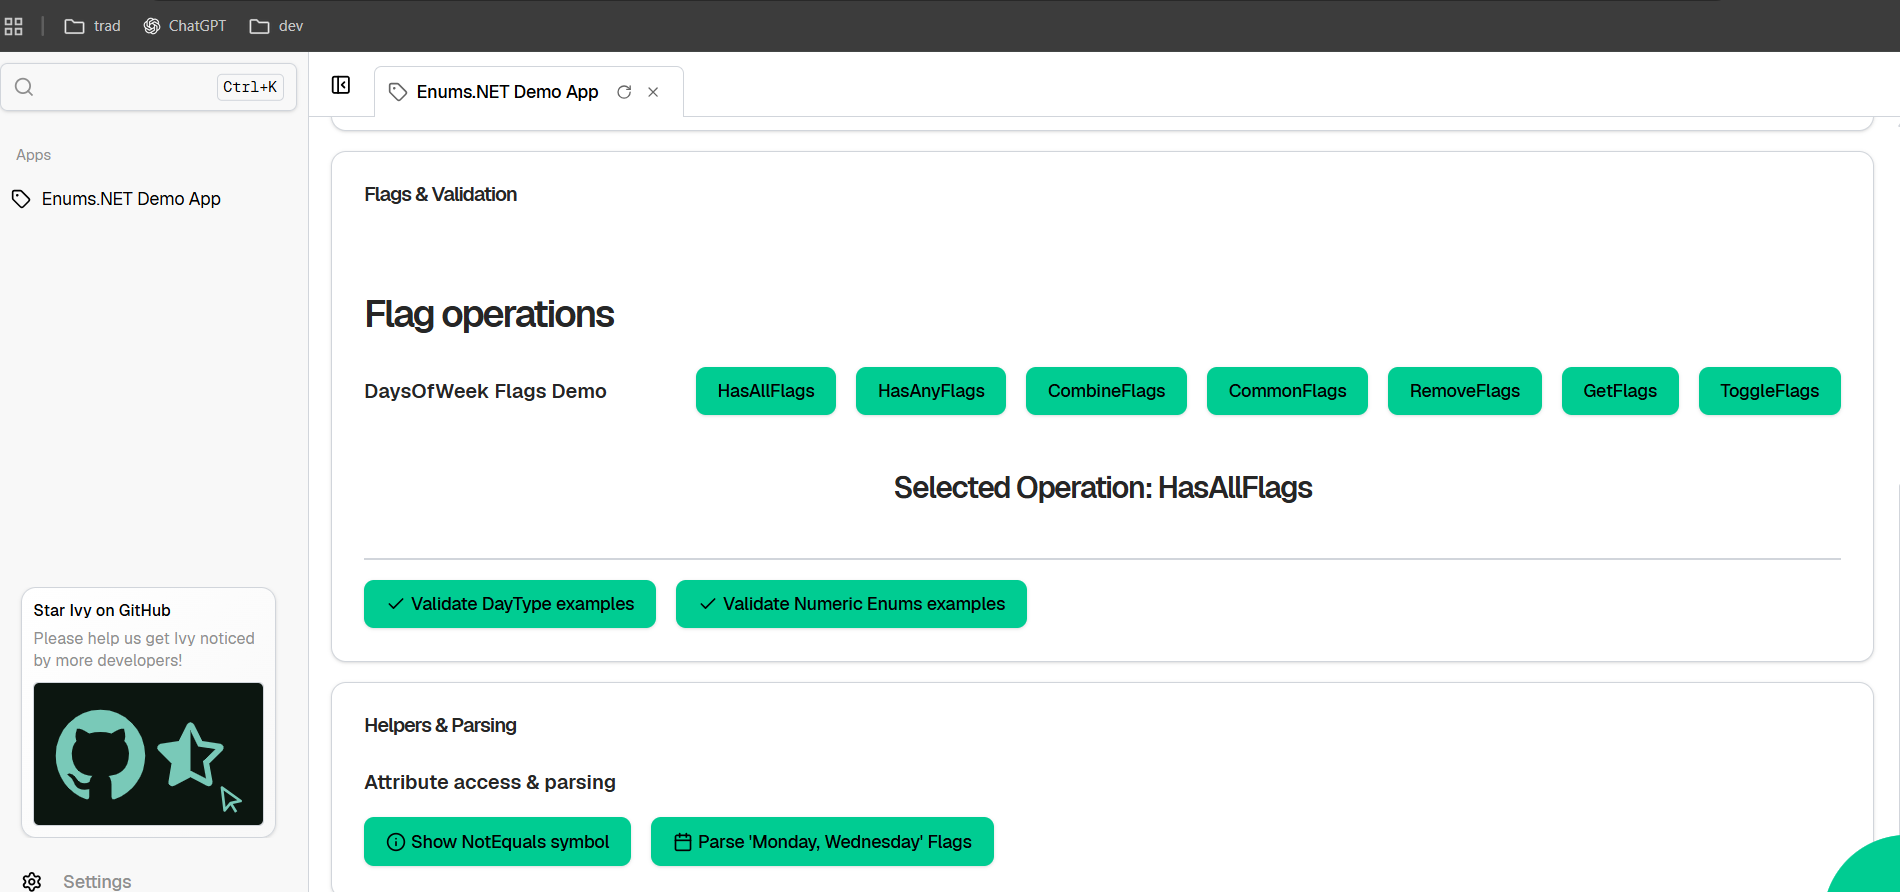 trad
ChatGPT
dev
Ctrl+K
Enums.NET Demo App
Apps
Enums.NET Demo App
Star Ivy on GitHub
Please help us get Ivy noticed
by more developers!
Settings
Flags & Validation
Flag operations
DaysOfWeek Flags Demo
HasAllFlags
HasAnyFlags
CombineFlags
CommonFlags
RemoveFlags
GetFlags
ToggleFlags
Selected Operation: HasAllFlags
Validate DayType examples
Validate Numeric Enums examples
Helpers & Parsing
Attribute access & parsing
Show NotEquals symbol
Parse 'Monday, Wednesday' Flags